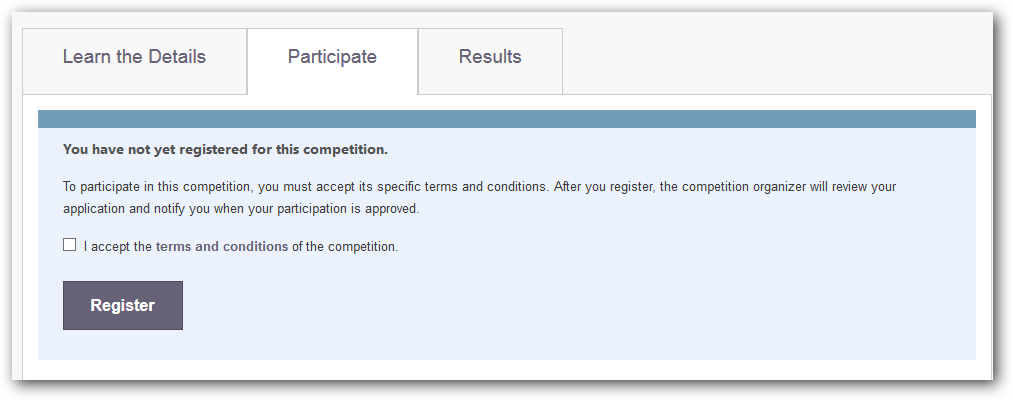 Learn the Details
Participate
Results
You have not yet registered for this competition.
To participate in this competition, you must accept its specific terms and conditions. After you register, the competition organizer will review your
application and notify you when your participation is approved.
I accept the terms and conditions of the competition.
Register